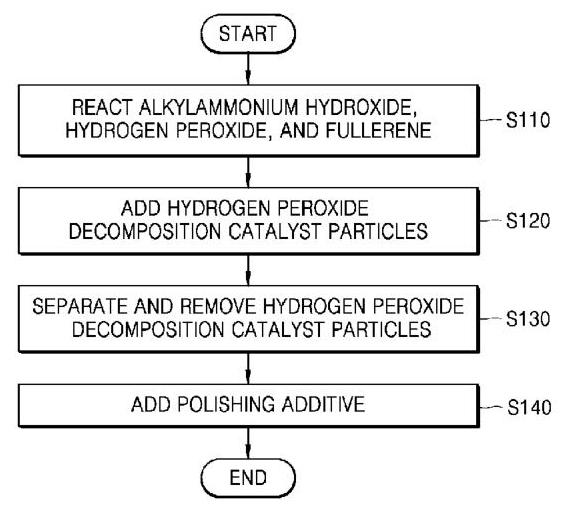 START
REACT ALKYLAMMONIUM HYDROXIDE,
HYDROGEN PEROXIDE, AND FULLERENE
S110
ADD HYDROGEN PEROXIDE
DECOMPOSITION CATALYST PARTICLES
S120
SEPARATE AND REMOVE HYDROGEN PEROXIDE
DECOMPOSITION CATALYST PARTICLES
S130
ADD POLISHING ADDITIVE
S140
END